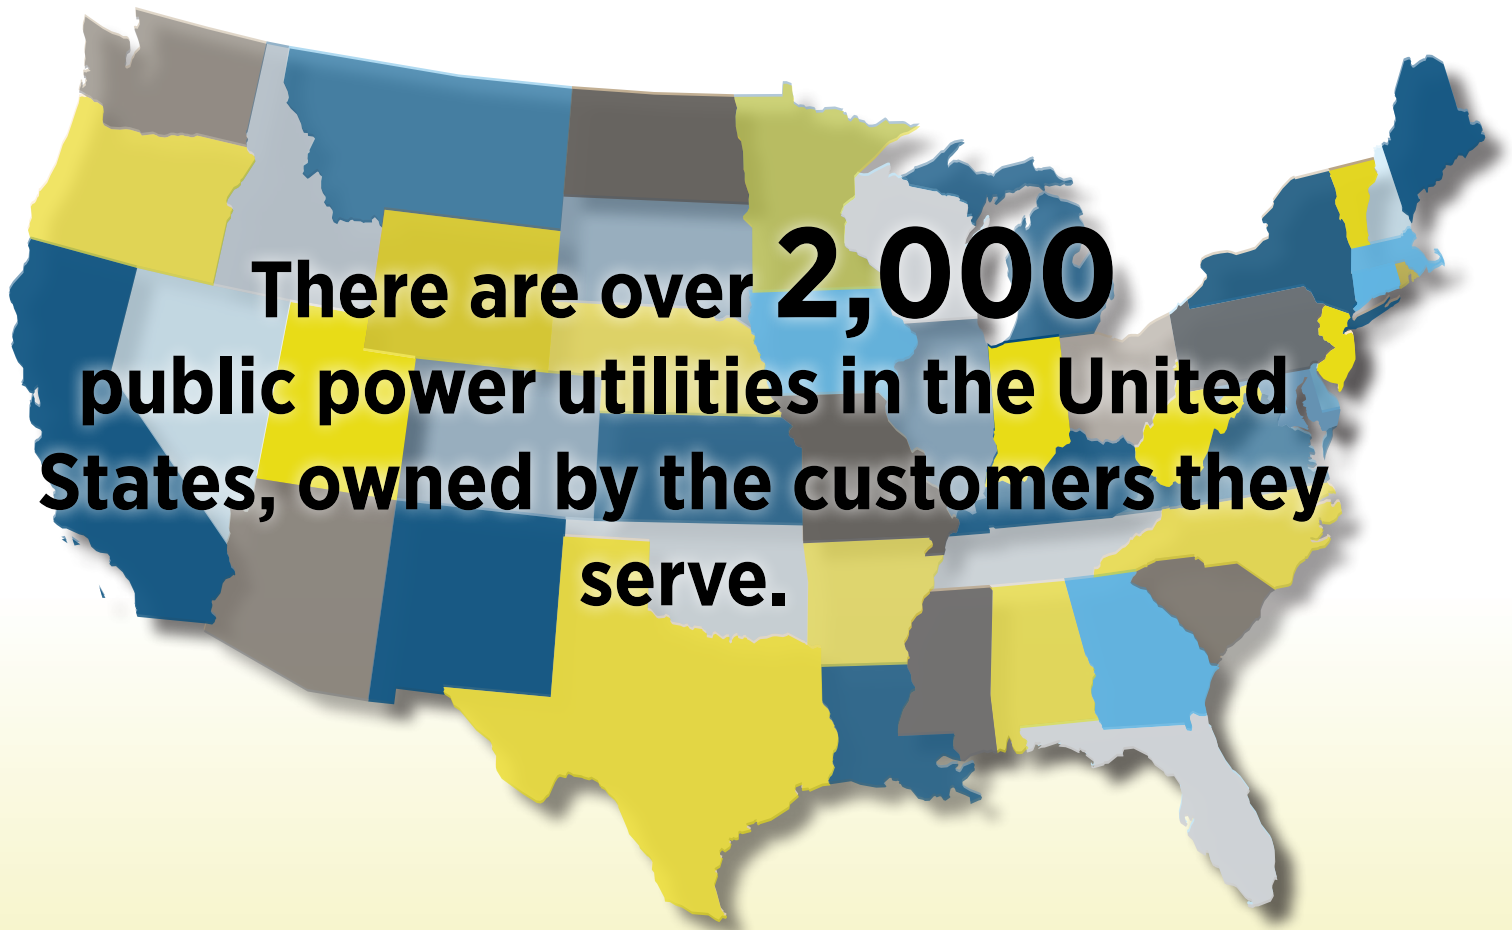 There are over 2,000
public power utilities in the United
States, owned by the customers they
serve.